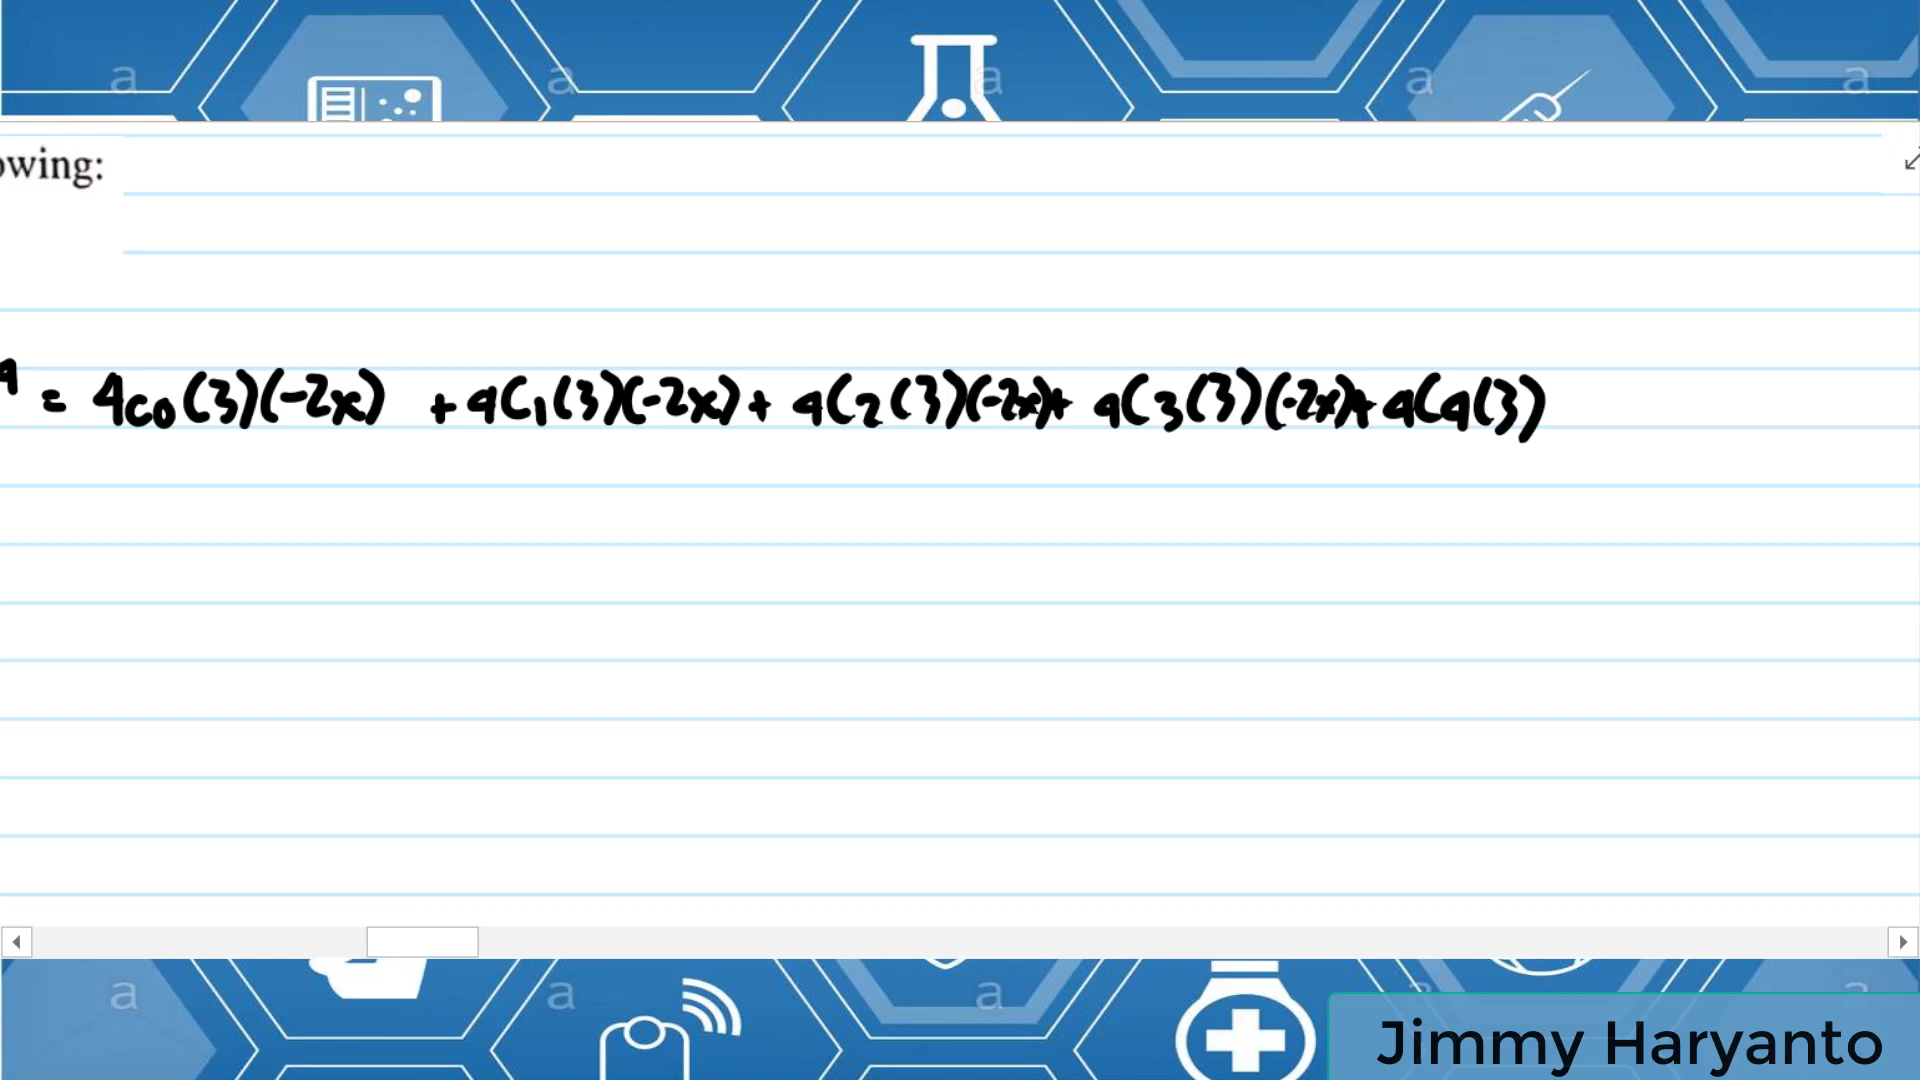 owing:
4 = 4C0(3)(-2x) + 4C1(3)(-2x) + 4C2(3)(-2x)+ 4C3(3)(-2x)+ 4C4(3)
a a a a a
a a a a a
Jimmy Haryanto